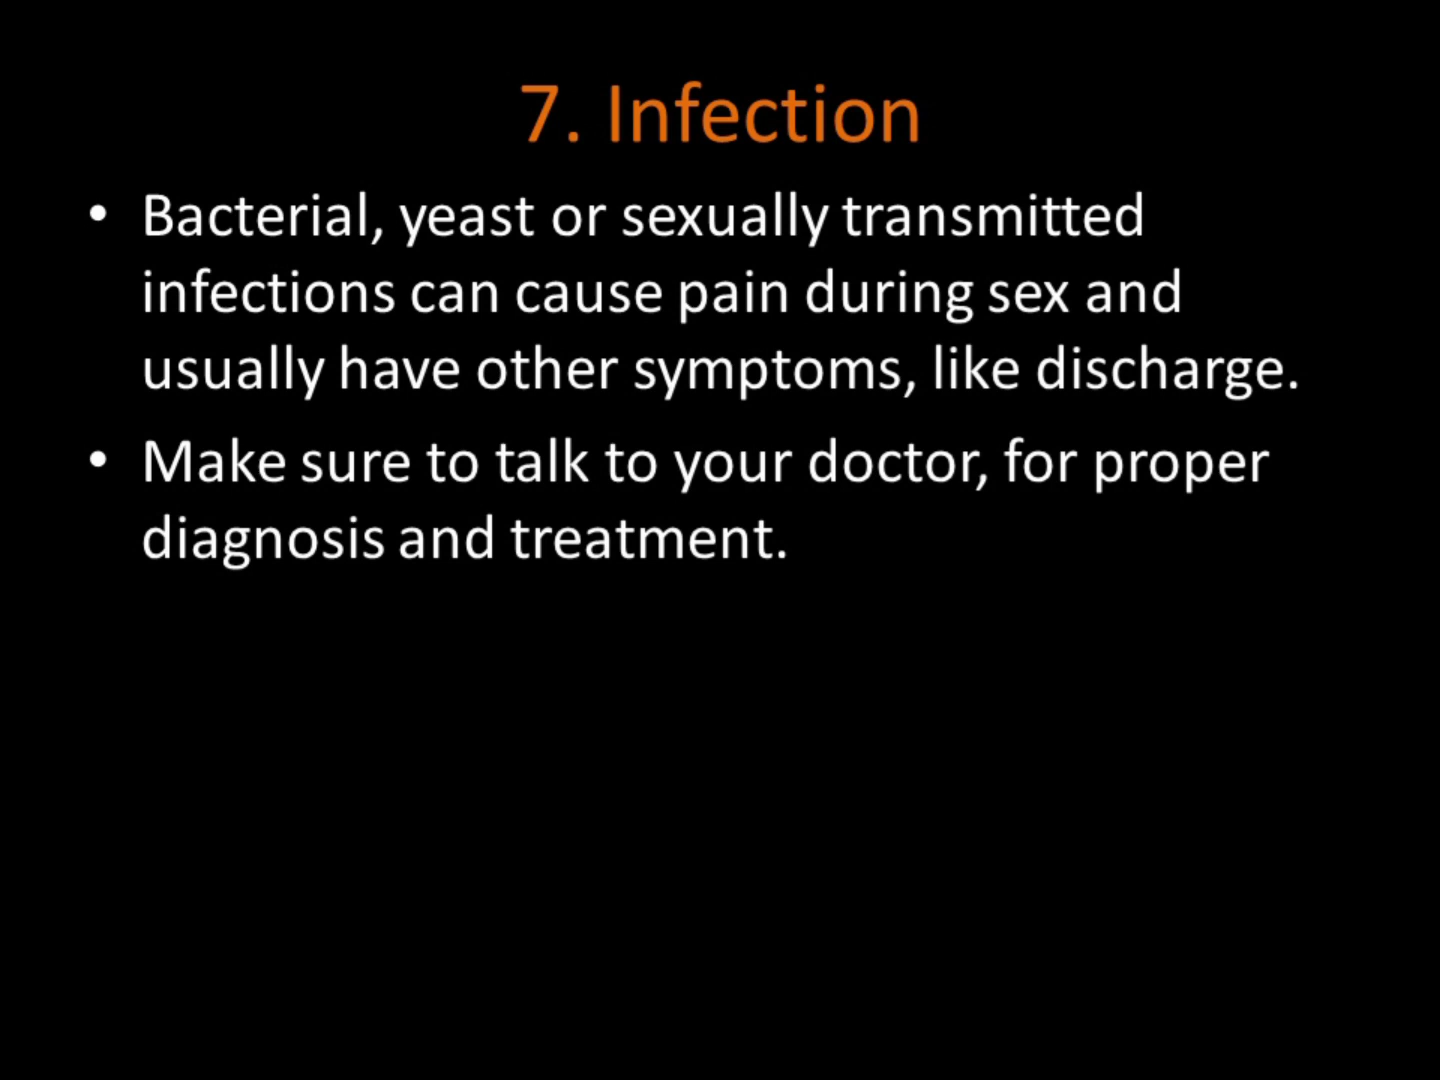 7. Infection
• Bacterial, yeast or sexually transmitted
infections can cause pain during sex and
usually have other symptoms, like discharge.
• Make sure to talk to your doctor, for proper
diagnosis and treatment.